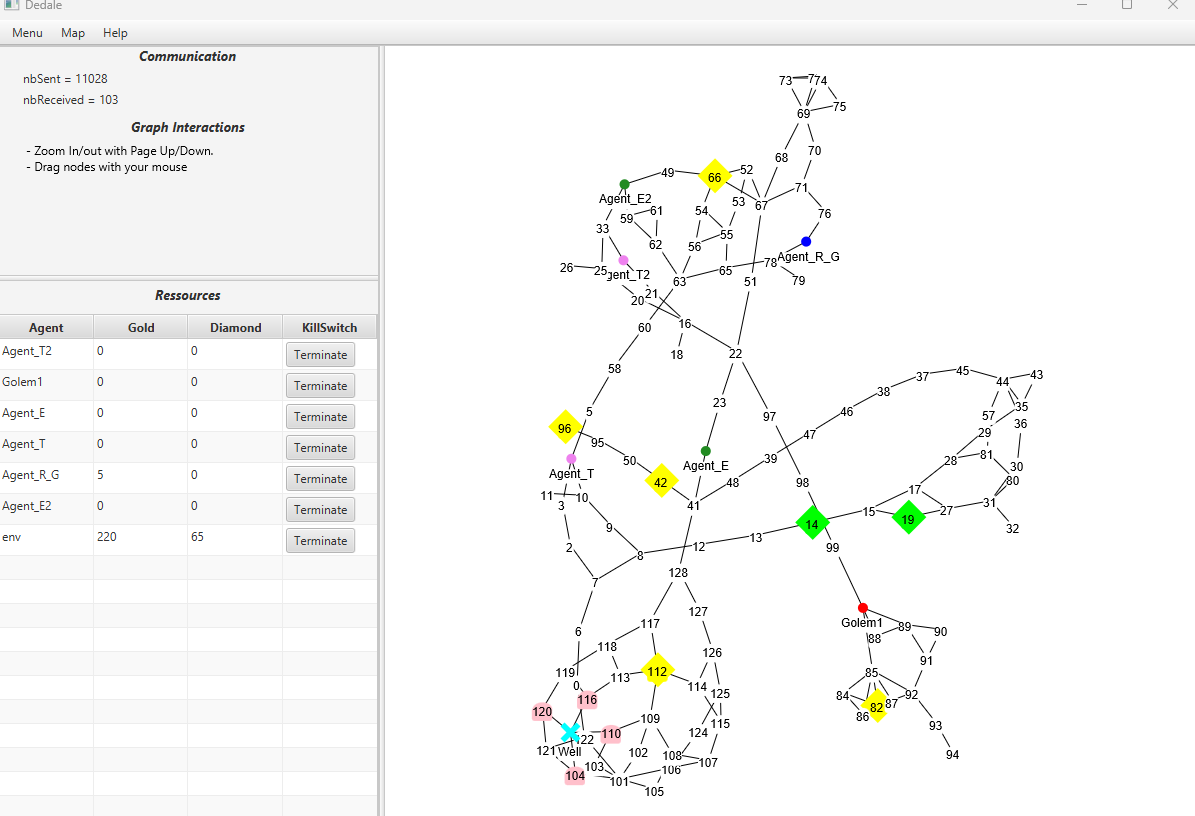 Dedale
Menu Map Help
Communication
nbSent = 11028
nbReceived = 103
Graph Interactions
- Zoom In/out with Page Up/Down.
- Drag nodes with your mouse
Ressources
Agent Gold Diamond KillSwitch
Agent_T2 0 0 Terminate
Golem1 0 0 Terminate
Agent_E 0 0 Terminate
Agent_T 0 0 Terminate
Agent_R_G 5 0 Terminate
Agent_E2 0 0 Terminate
env 220 65 Terminate
73 74
75
69
70
68
49 66 52
71
Agent_E2
53 67
61 54 76
59
33 55
62 56
Agent_R_G
26 25 65 78
63 79
51
21
20
60 16
18 22
58
37 45 44 43
38
23 5 46 35
97 57
96 36
95 47 29
Agent_E 50 39 28 81
Agent_T 30
42 48 98 80
11 10 17
3 41 31
15 27
9 14 19 32
2 8 12 13 99
128
7
Golem1
127
6 117 88 89 90
118 126 91
119 113 112 85
0 114 125 84 92
116 82 87
120 86
109 115 93
110 124
122
121 Well 102 94
103 108 107
104 101 106
105